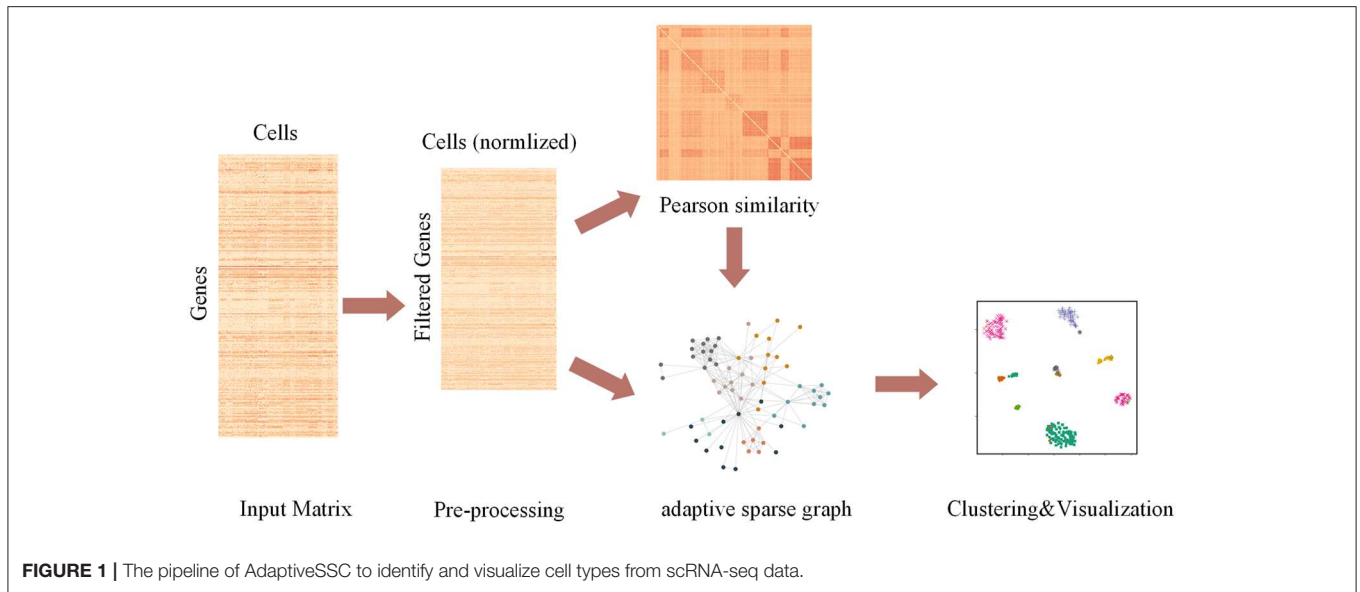 Cells
Genes
Input Matrix
Cells (normlized)
Filtered Genes
Pre-processing
Pearson similarity
adaptive sparse graph
Clustering&Visualization
FIGURE 1 | The pipeline of AdaptiveSSC to identify and visualize cell types from scRNA-seq data.